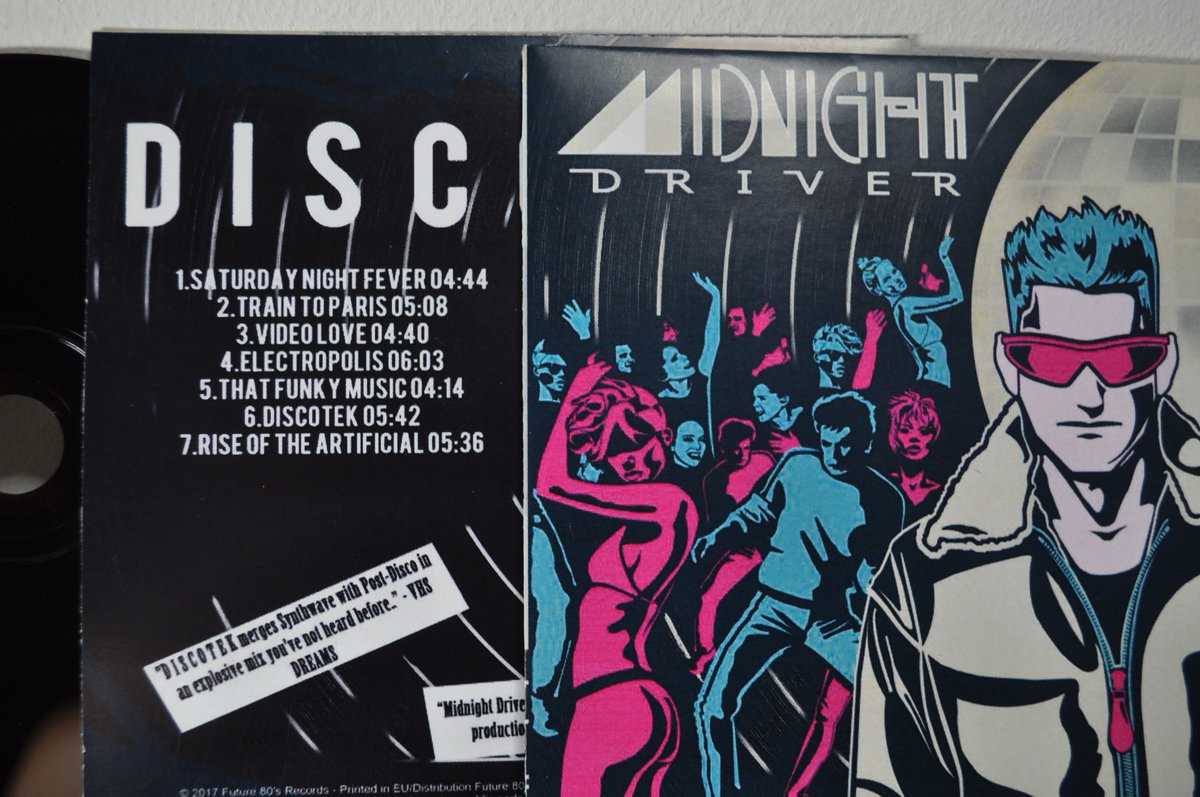 DISC
1.SATURDAY NIGHT FEVER 04:44
2.TRAIN TO PARIS 05:08
3.VIDEO LOVE 04:40
4.ELECTROPOLIS 06:03
5.THAT FUNKY MUSIC 04:14
6.DISCOTEK 05:42
7.RISE OF THE ARTIFICIAL 05:36
"DISCOTEK merges Synthwave with Post-Disco in
an explosive mix you've not heard before.." - VHS
DREAMS
"Midnight Drive
productio
© 2017 Future 80's Records - Printed in EU/Distribution Future 80
MIDNIGHT
DRIVER